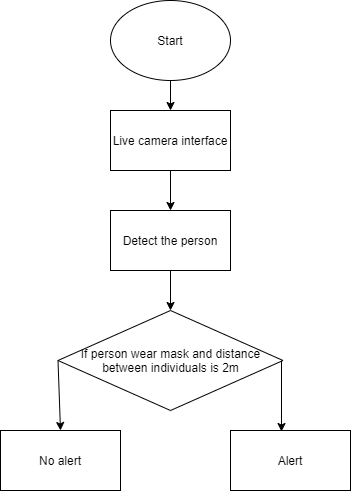 Start
Live camera interface
Detect the person
If person wear mask and distance
between individuals is 2m
No alert
Alert